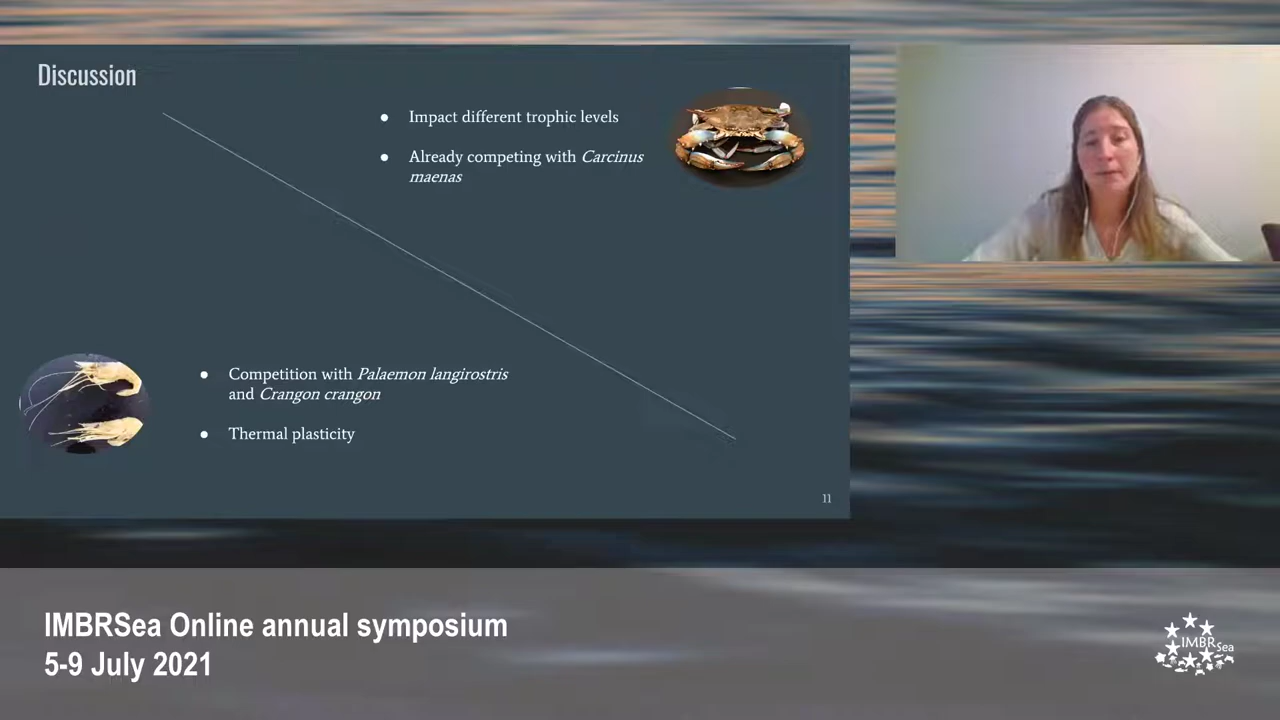 Discussion
● Impact different trophic levels
● Already competing with Carcinus
maenas
● Competition with Palaemon langirostris
and Crangon crangon
● Thermal plasticity
11
IMBRSea Online annual symposium
5-9 July 2021
IMBRSea